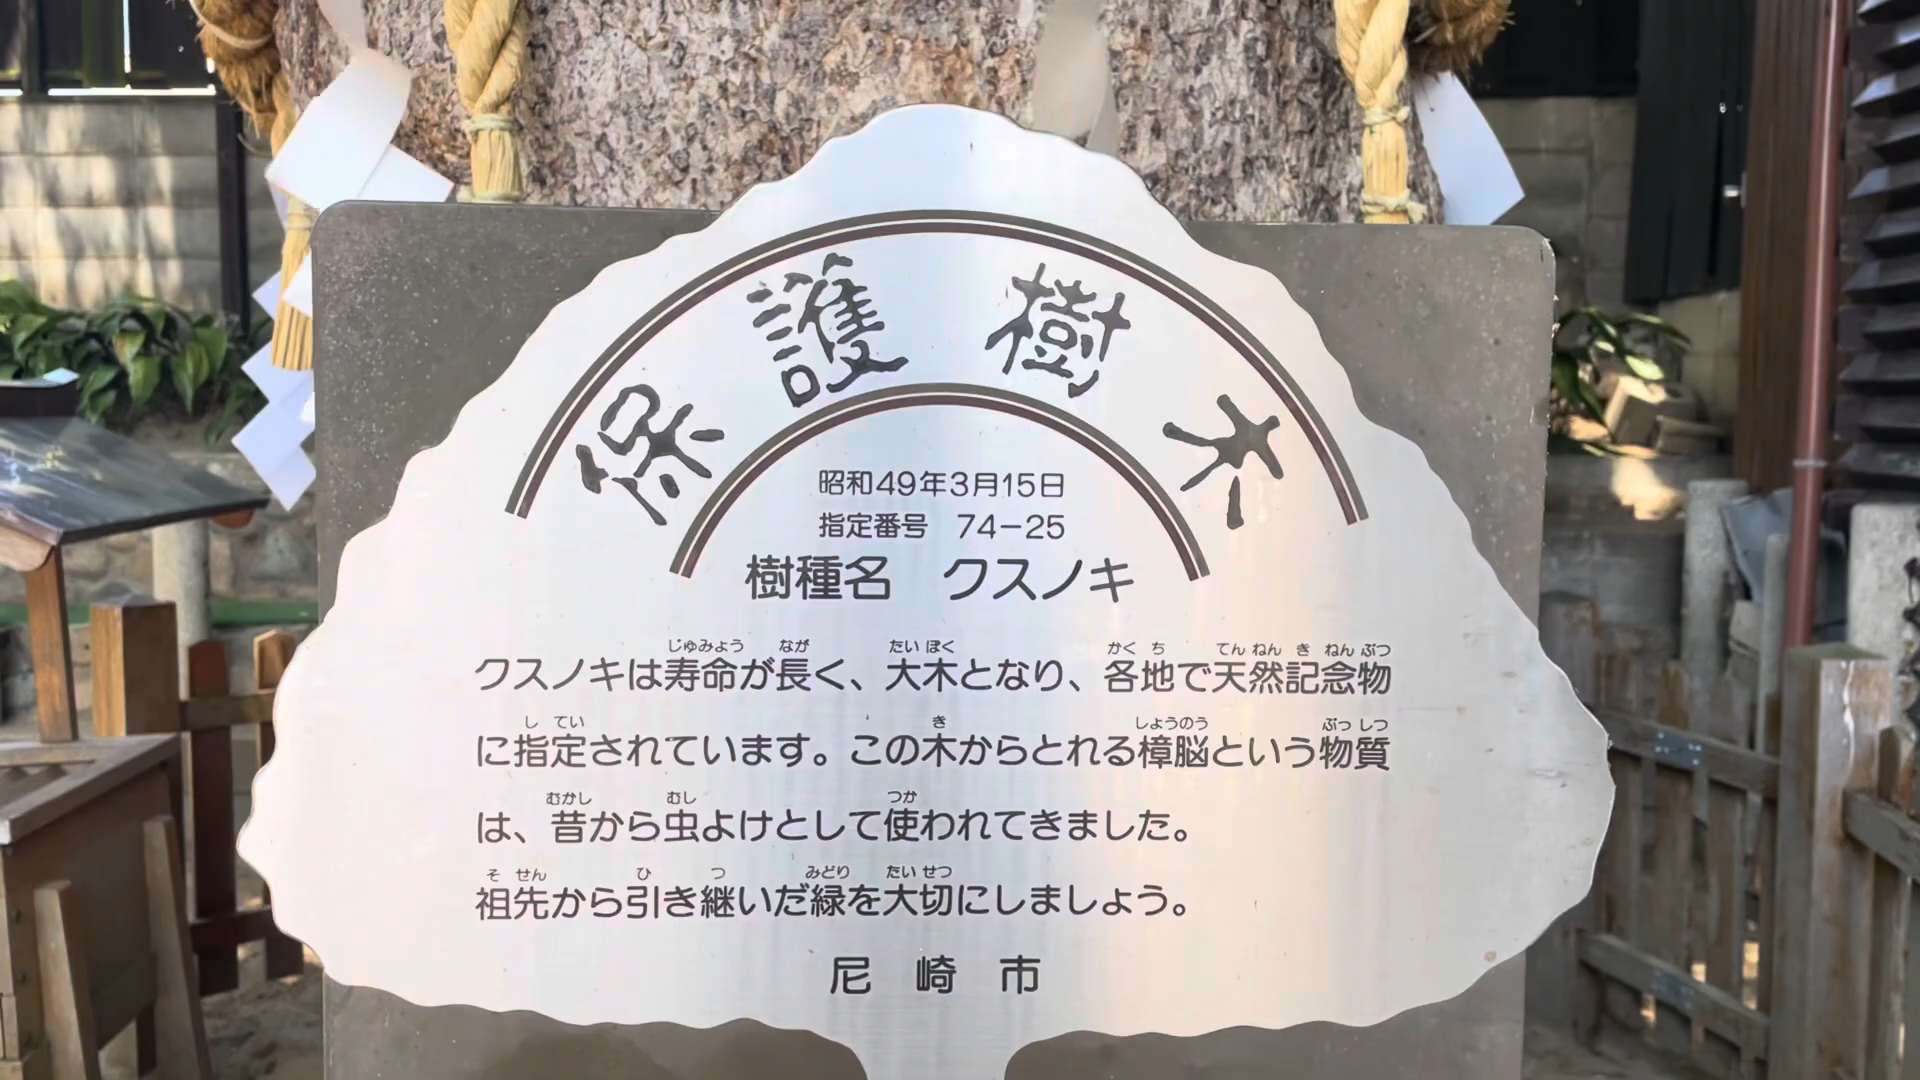 保護樹木
昭和49年3月15日
指定番号 74-25
樹種名 クスノキ
じゅみょう なが たいぼく かくち てんねんきねんぶつ
クスノキは寿命が長く、大木となり、各地で天然記念物
してい き しょうのう ぶっしつ
に指定されています。この木からとれる樟脳という物質
むかし むし つか
は、昔から虫よけとして使われてきました。
そせん ひ つ みどり たいせつ
祖先から引き継いだ緑を大切にしましょう。
尼崎市